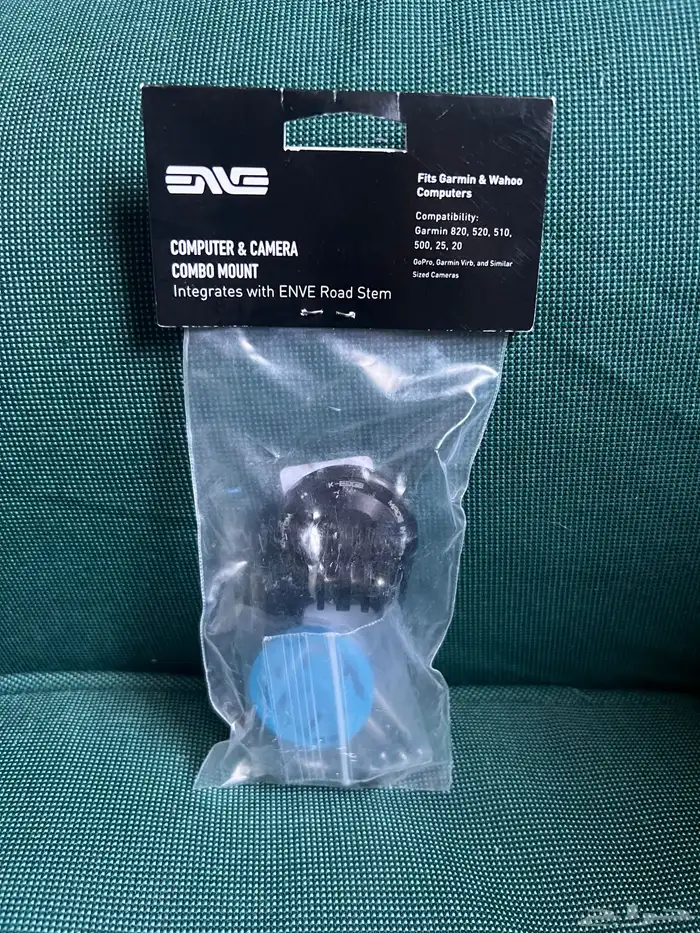 ENVE
COMPUTER & CAMERA
COMBO MOUNT
Integrates with ENVE Road Stem
Fits Garmin & Wahoo
Computers
Compatibility:
Garmin 820, 520, 510,
500, 25, 20
GoPro, Garmin Virb, and Similar
Sized Cameras
K-EDGE
حراج